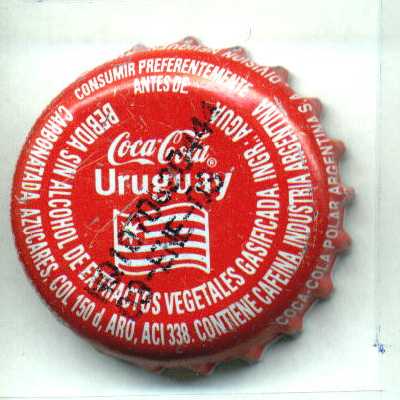 CONSUMIR PREFERENTEMENTE
ANTES DE
Coca-Cola®
Uruguay
BEBIDA SIN ALCOHOL DE EXTRACTOS VEGETALES GASIFICADA. INGR.: AGUA
CARBONATADA, AZUCARES, COL 150 d, ARO, ACI 338. CONTIENE CAFEINA. INDUSTRIA ARGENTINA
COCA-COLA POLAR ARGENTINA S.A.